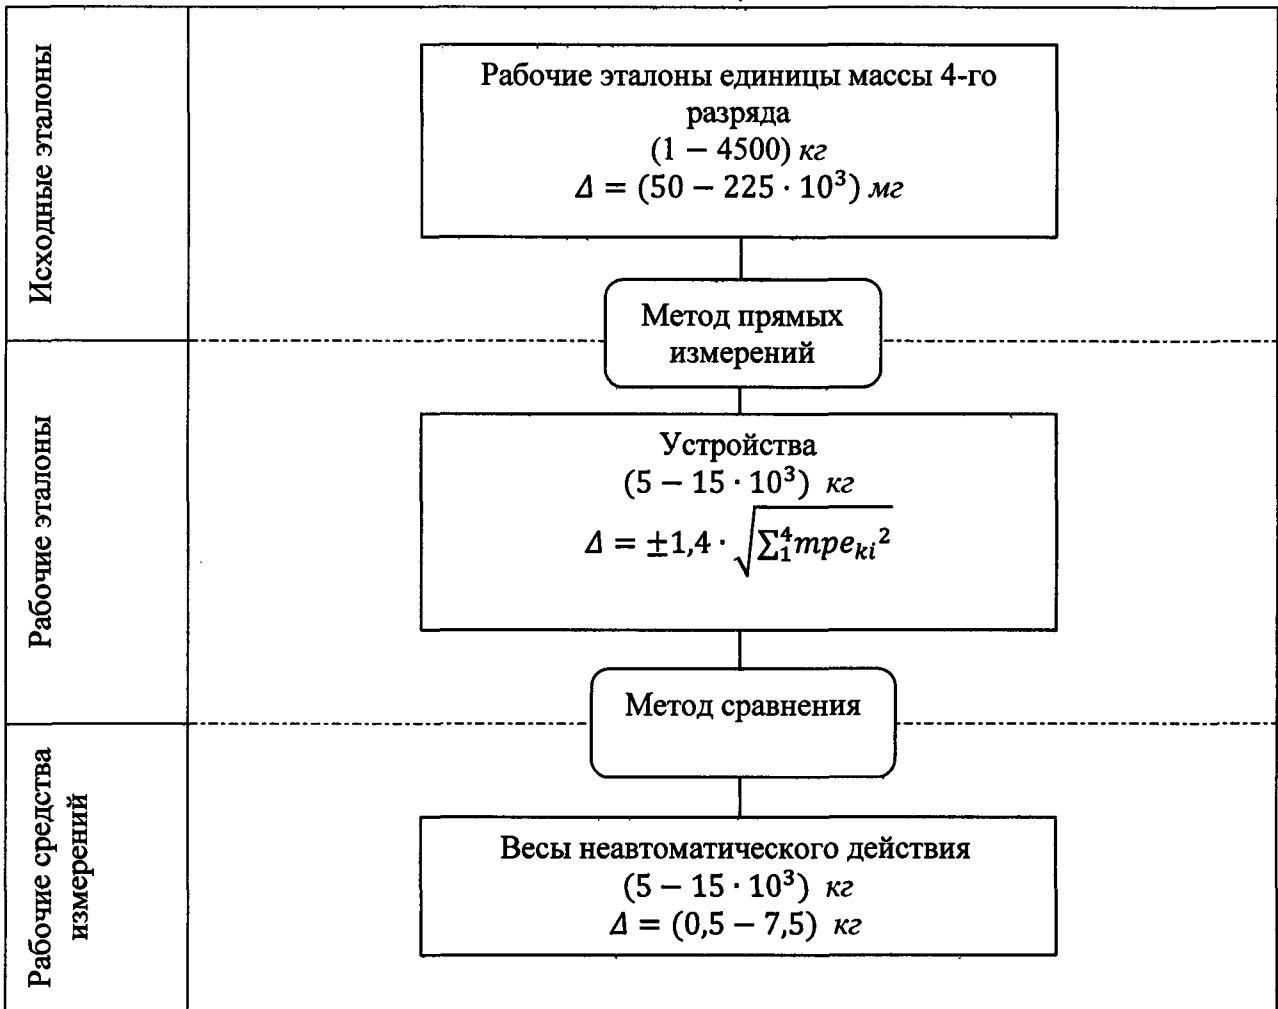 Исходные эталоны
Рабочие эталоны единицы массы 4-го
разряда
(1 − 4500) кг
Δ = (50 − 225 · 10³) мг
Метод прямых
измерений
Рабочие эталоны
Устройства
(5 − 15 · 10³) кг
Δ = ±1,4 · √∑₁⁴mpeₖᵢ²
Метод сравнения
Рабочие средства
измерений
Весы неавтоматического действия
(5 − 15 · 10³) кг
Δ = (0,5 − 7,5) кг